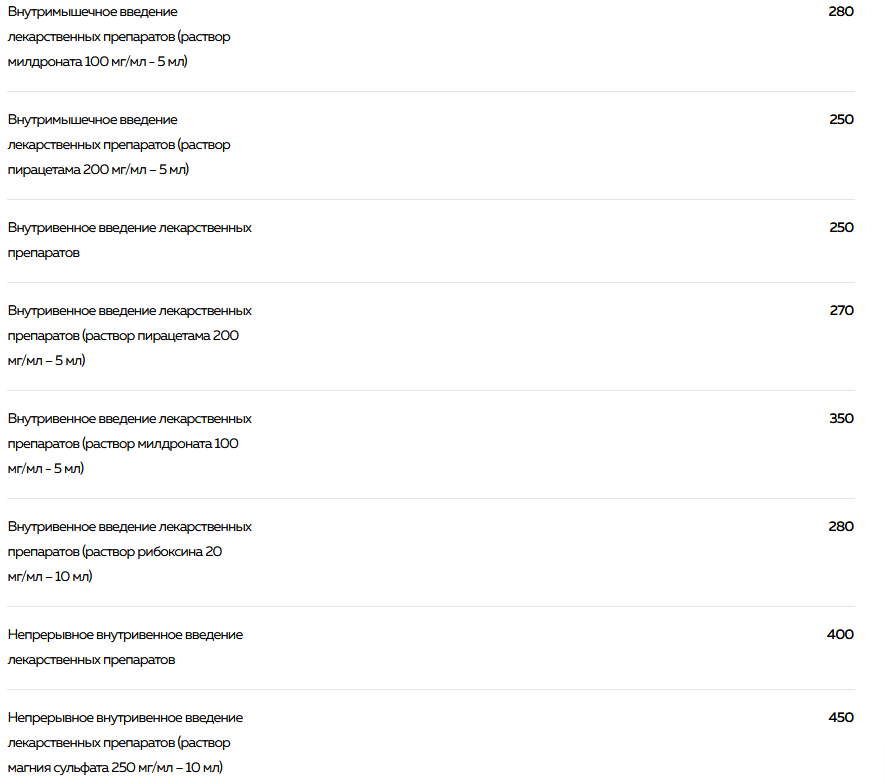 Внутримышечное введение 280
лекарственных препаратов (раствор
милдроната 100 мг/мл - 5 мл)
Внутримышечное введение 250
лекарственных препаратов (раствор
пирацетама 200 мг/мл – 5 мл)
Внутривенное введение лекарственных 250
препаратов
Внутривенное введение лекарственных 270
препаратов (раствор пирацетама 200
мг/мл – 5 мл)
Внутривенное введение лекарственных 350
препаратов (раствор милдроната 100
мг/мл - 5 мл)
Внутривенное введение лекарственных 280
препаратов (раствор рибоксина 20
мг/мл – 10 мл)
Непрерывное внутривенное введение 400
лекарственных препаратов
Непрерывное внутривенное введение 450
лекарственных препаратов (раствор
магния сульфата 250 мг/мл – 10 мл)